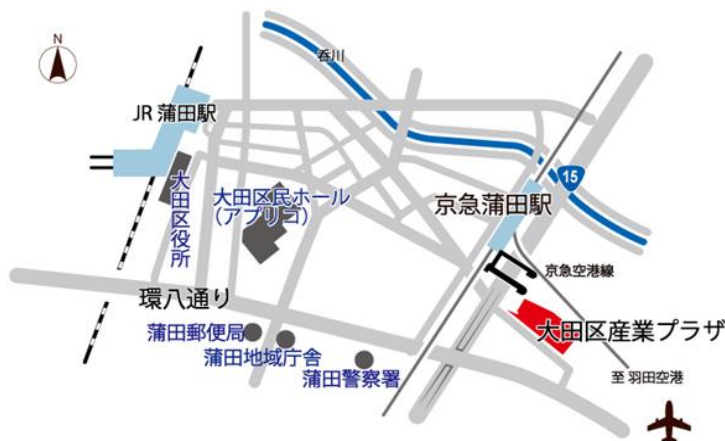 N
呑川
JR 蒲田駅
15
大田区役所
大田区民ホール
（アプリコ）
京急蒲田駅
京急空港線
環八通り
大田区産業プラザ
蒲田郵便局
蒲田地域庁舎
蒲田警察署
至 羽田空港